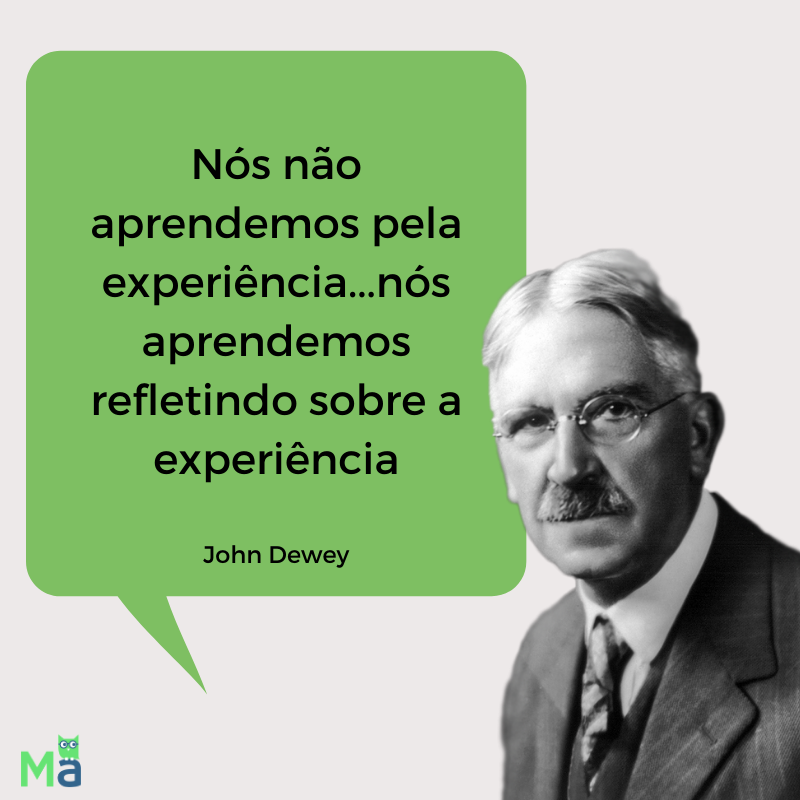 Nós não
aprendemos pela
experiência...nós
aprendemos
refletindo sobre a
experiência
John Dewey
Ma